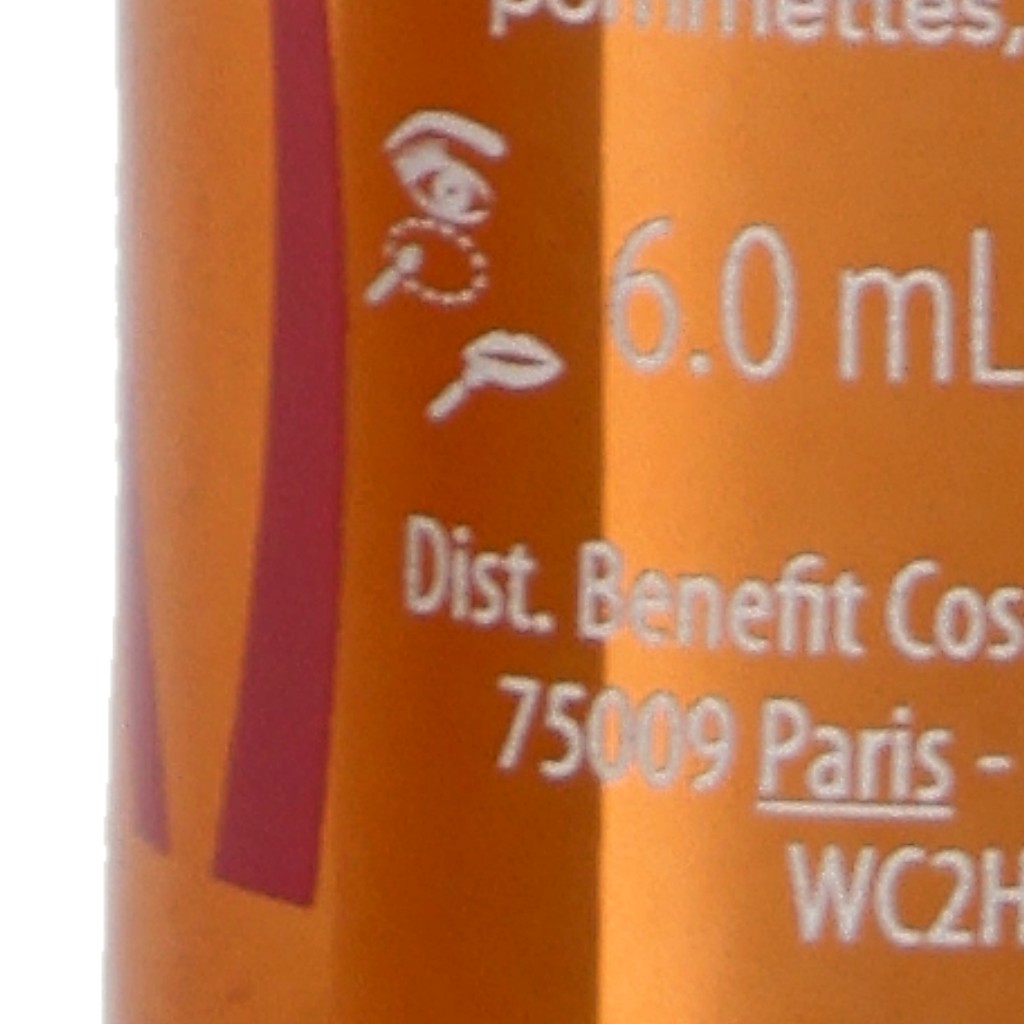 pommettes,
6.0 mL
Dist. Benefit Cos
75009 Paris -
WC2H